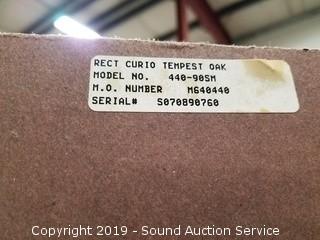 RECT CURIO TEMPEST OAK
MODEL NO. 440-90SM
M.O. NUMBER M640440
SERIAL# S070890760
Copyright 2019 - Sound Auction Service